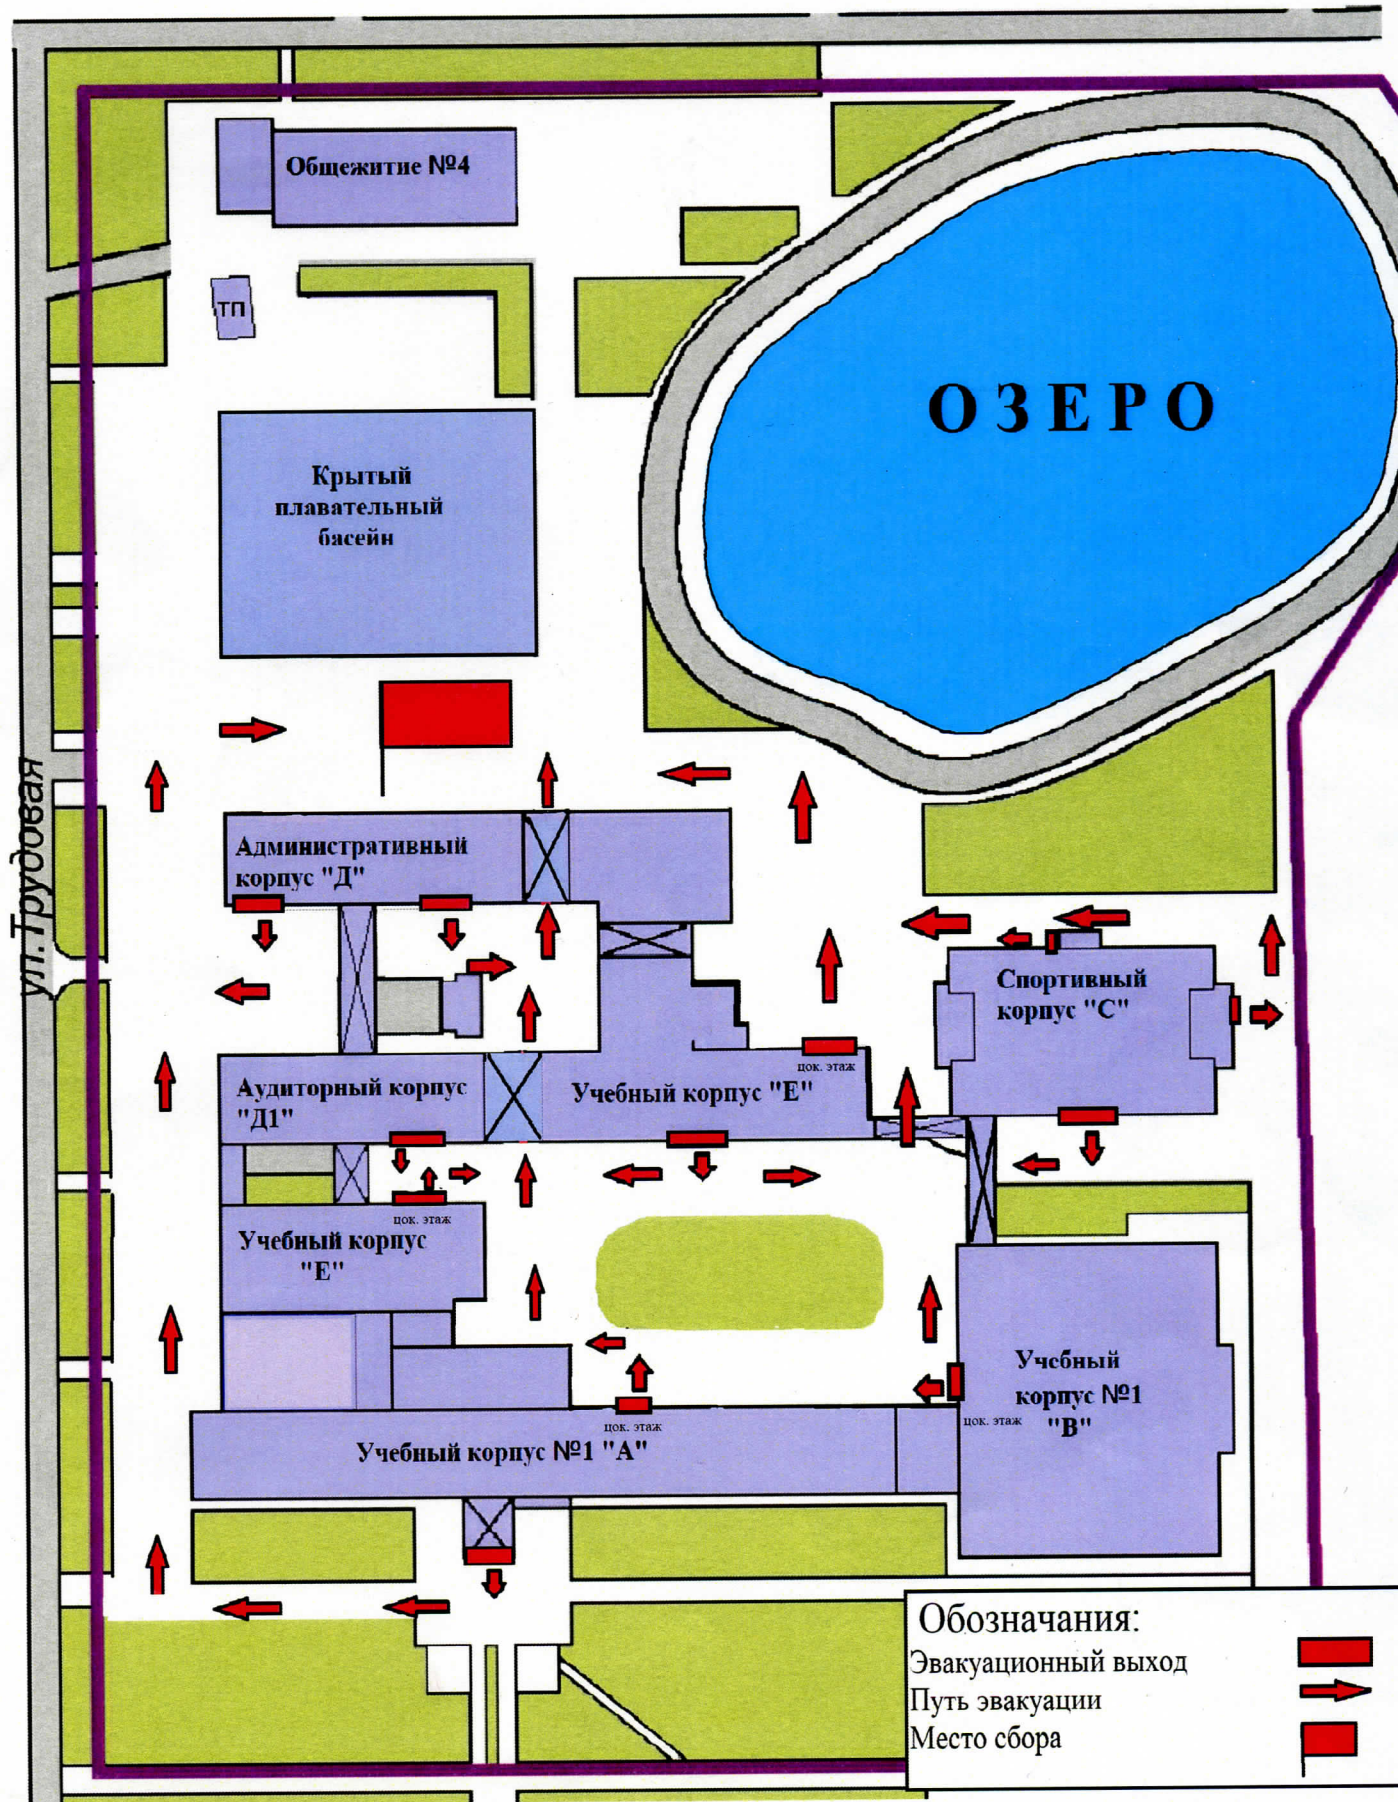 Общежитие №4
ТП
ОЗЕРО
Крытый
плавательный
басейн
ул.Трудовая
Административный
корпус "Д"
Спортивный
корпус "С"
цок. этаж
Аудиторный корпус
"Д1"
Учебный корпус "Е"
цок. этаж
Учебный корпус
"Е"
Учебный
корпус №1
"В"
цок. этаж
цок. этаж
Учебный корпус №1 "А"
Обозначания:
Эвакуационный выход
Путь эвакуации
Место сбора